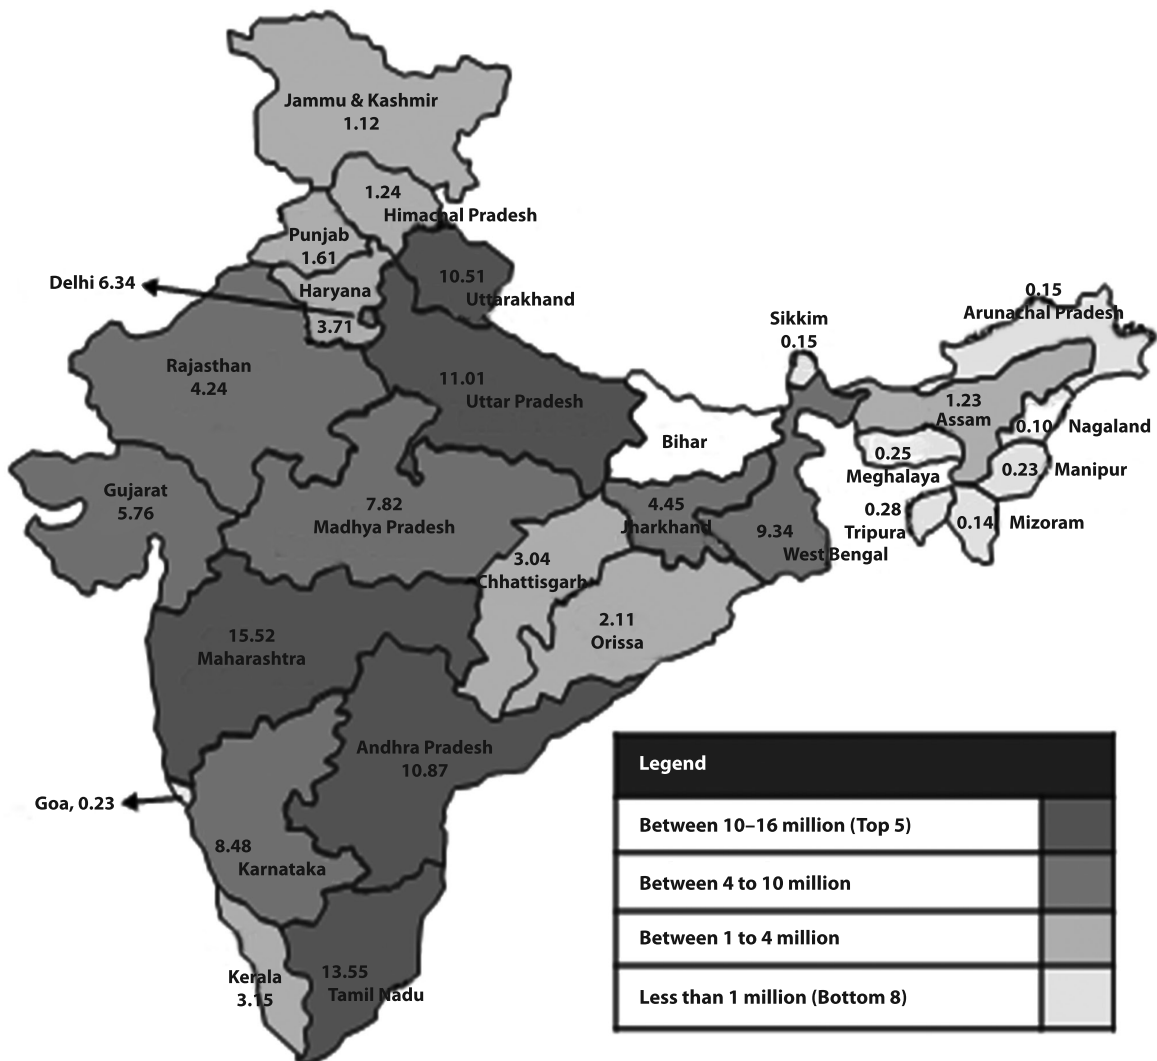 Jammu & Kashmir
1.12
1.24
Himachal Pradesh
Punjab
1.61
Delhi 6.34
Haryana
3.71
10.51
Uttarakhand
0.15
Arunachal Pradesh
Sikkim
0.15
Rajasthan
4.24
11.01
Uttar Pradesh
Bihar
1.23
Assam
0.10
Nagaland
0.25
Meghalaya
0.23
Manipur
Gujarat
5.76
7.82
Madhya Pradesh
4.45
Jharkhand
9.34
West Bengal
0.28
Tripura
0.14
Mizoram
3.04
Chhattisgarh
2.11
Orissa
15.52
Maharashtra
Andhra Pradesh
10.87
Goa, 0.23
8.48
Karnataka
Kerala
3.15
13.55
Tamil Nadu
Legend
Between 10–16 million (Top 5)
Between 4 to 10 million
Between 1 to 4 million
Less than 1 million (Bottom 8)